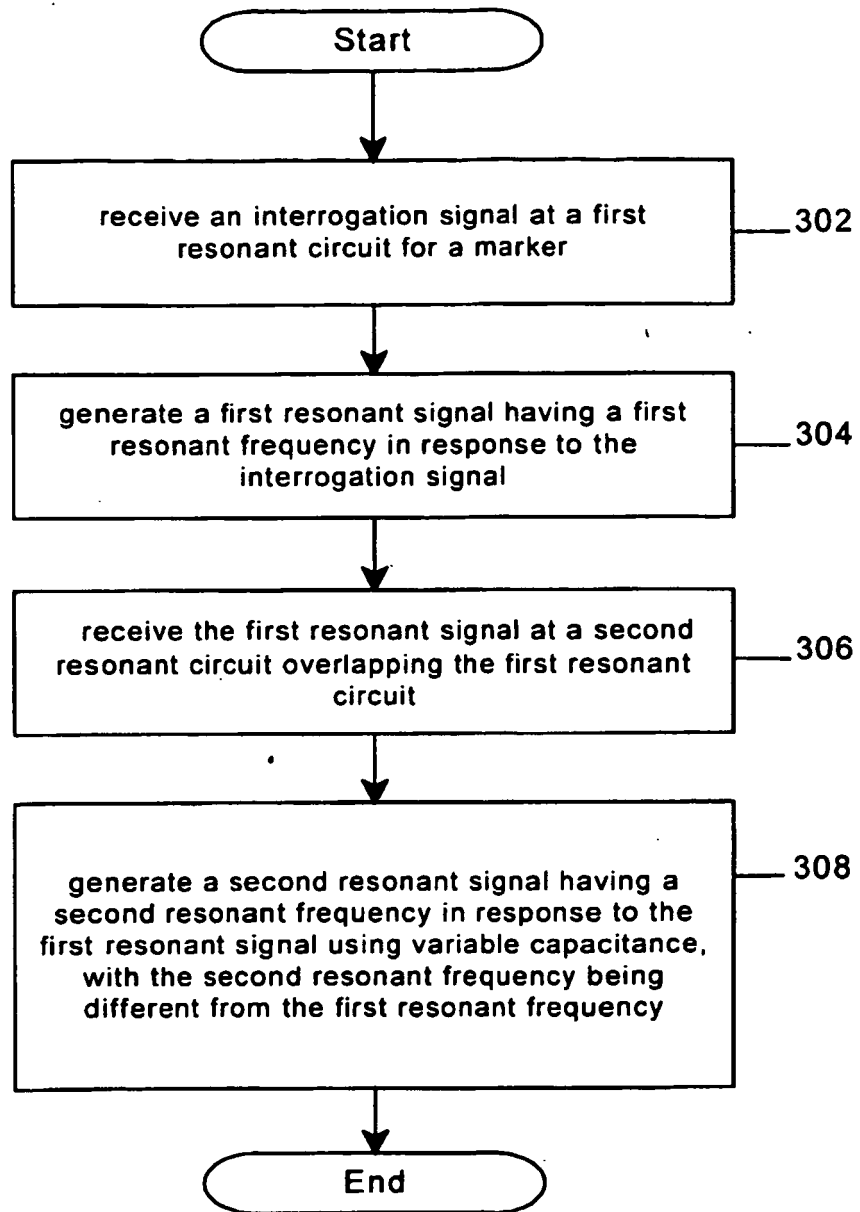 Start
receive an interrogation signal at a first
resonant circuit for a marker
302
generate a first resonant signal having a first
resonant frequency in response to the
interrogation signal
304
receive the first resonant signal at a second
resonant circuit overlapping the first resonant
circuit
306
generate a second resonant signal having a
second resonant frequency in response to the
first resonant signal using variable capacitance,
with the second resonant frequency being
different from the first resonant frequency
308
End